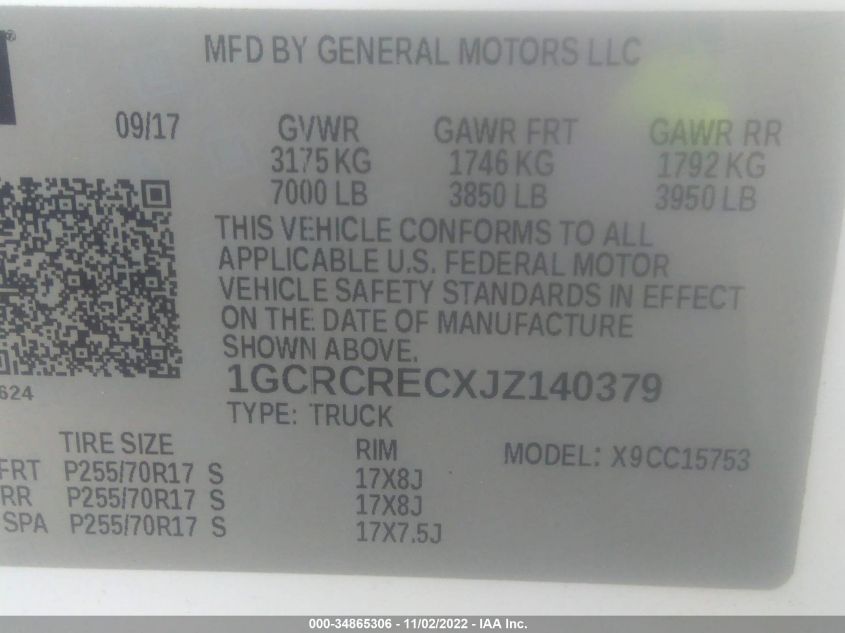 ®
MFD BY GENERAL MOTORS LLC
09/17 GVWR GAWR FRT GAWR RR
3175 KG 1746 KG 1792 KG
7000 LB 3850 LB 3950 LB
THIS VEHICLE CONFORMS TO ALL
APPLICABLE U.S. FEDERAL MOTOR
VEHICLE SAFETY STANDARDS IN EFFECT
ON THE DATE OF MANUFACTURE
SHOWN ABOVE.
1GCRCRECXJZ140379
624
TYPE: TRUCK
TIRE SIZE RIM MODEL: X9CC15753
FRT P255/70R17 S 17X8J
RR P255/70R17 S 17X8J
SPA P255/70R17 S 17X7.5J
000-34865306 - 11/02/2022 - IAA Inc.